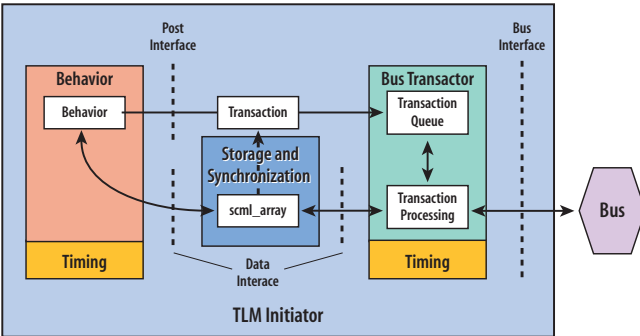 Post
Interface
Bus
Interface
Behavior
Bus Transactor
Behavior
Transaction
Transaction
Queue
Storage and
Synchronization
scml_array
Transaction
Processing
Bus
Timing
Data
Interace
Timing
TLM Initiator